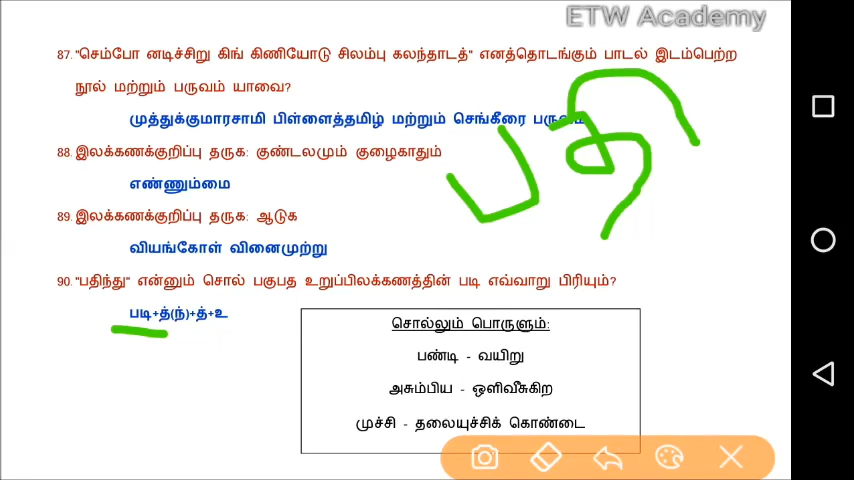 ETW Academy
87. "செம்போ னடிச்சிறு கிங் கிணியோடு சிலம்பு கலந்தாடத்" எனத்தொடங்கும் பாடல் இடம்பெற்ற
நூல் மற்றும் பருவம் யாவை?
முத்துக்குமாரசாமி பிள்ளைத்தமிழ் மற்றும் செங்கீரை பருவம்
பதி
88. இலக்கணக்குறிப்பு தருக: குண்டலமும் குழைகாதும்
எண்ணும்மை
89. இலக்கணக்குறிப்பு தருக: ஆடுக
வியங்கோள் வினைமுற்று
90. "பதிந்து" என்னும் சொல் பகுபத உறுப்பிலக்கணத்தின் படி எவ்வாறு பிரியும்?
படி+த்(ந்)+த்+உ
சொல்லும் பொருளும்:
பண்டி - வயிறு
அசும்பிய - ஒளிவீசுகிற
முச்சி - தலையுச்சிக் கொண்டை